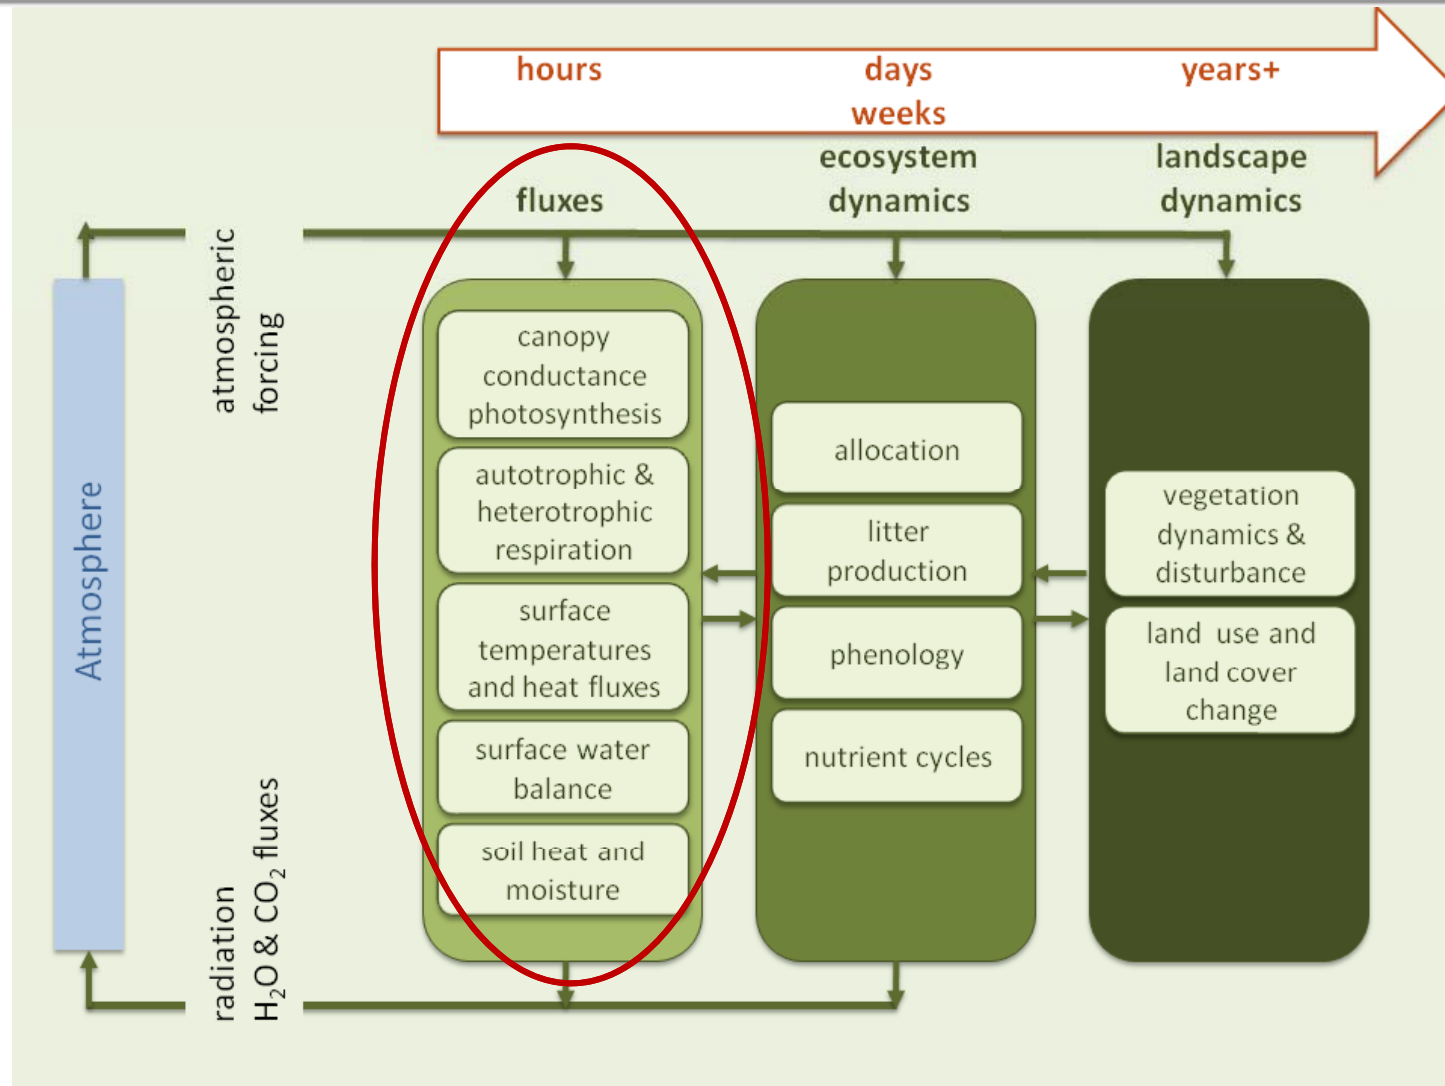 hours
days
weeks
years+
fluxes
ecosystem
dynamics
landscape
dynamics
atmospheric
forcing
Atmosphere
radiation
H₂O & CO₂ fluxes
canopy
conductance
photosynthesis
autotrophic &
heterotrophic
respiration
surface
temperatures
and heat fluxes
surface water
balance
soil heat and
moisture
allocation
litter
production
phenology
nutrient cycles
vegetation
dynamics &
disturbance
land use and
land cover
change